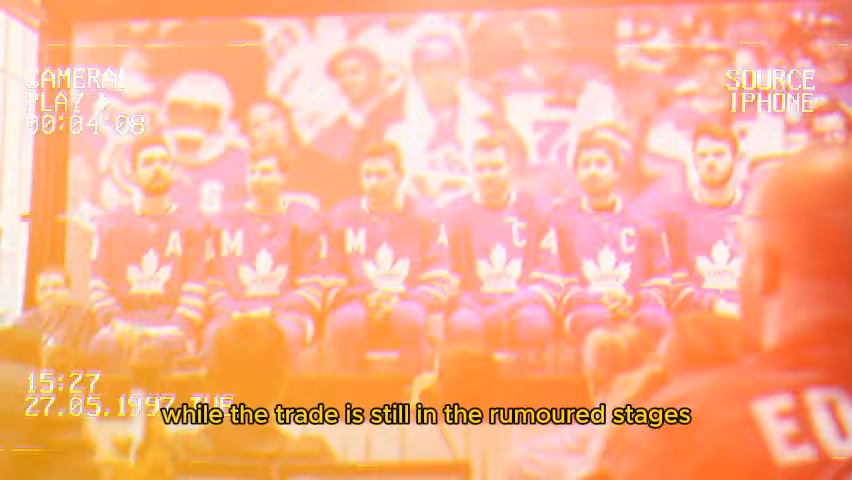 CAMERA1
PLAY
00:04:08
SOURCE
IPHONE
A
M
M
A
C
A
C
S
15:27
27.05.1997 TUE
while the trade is still in the rumoured stages
ED